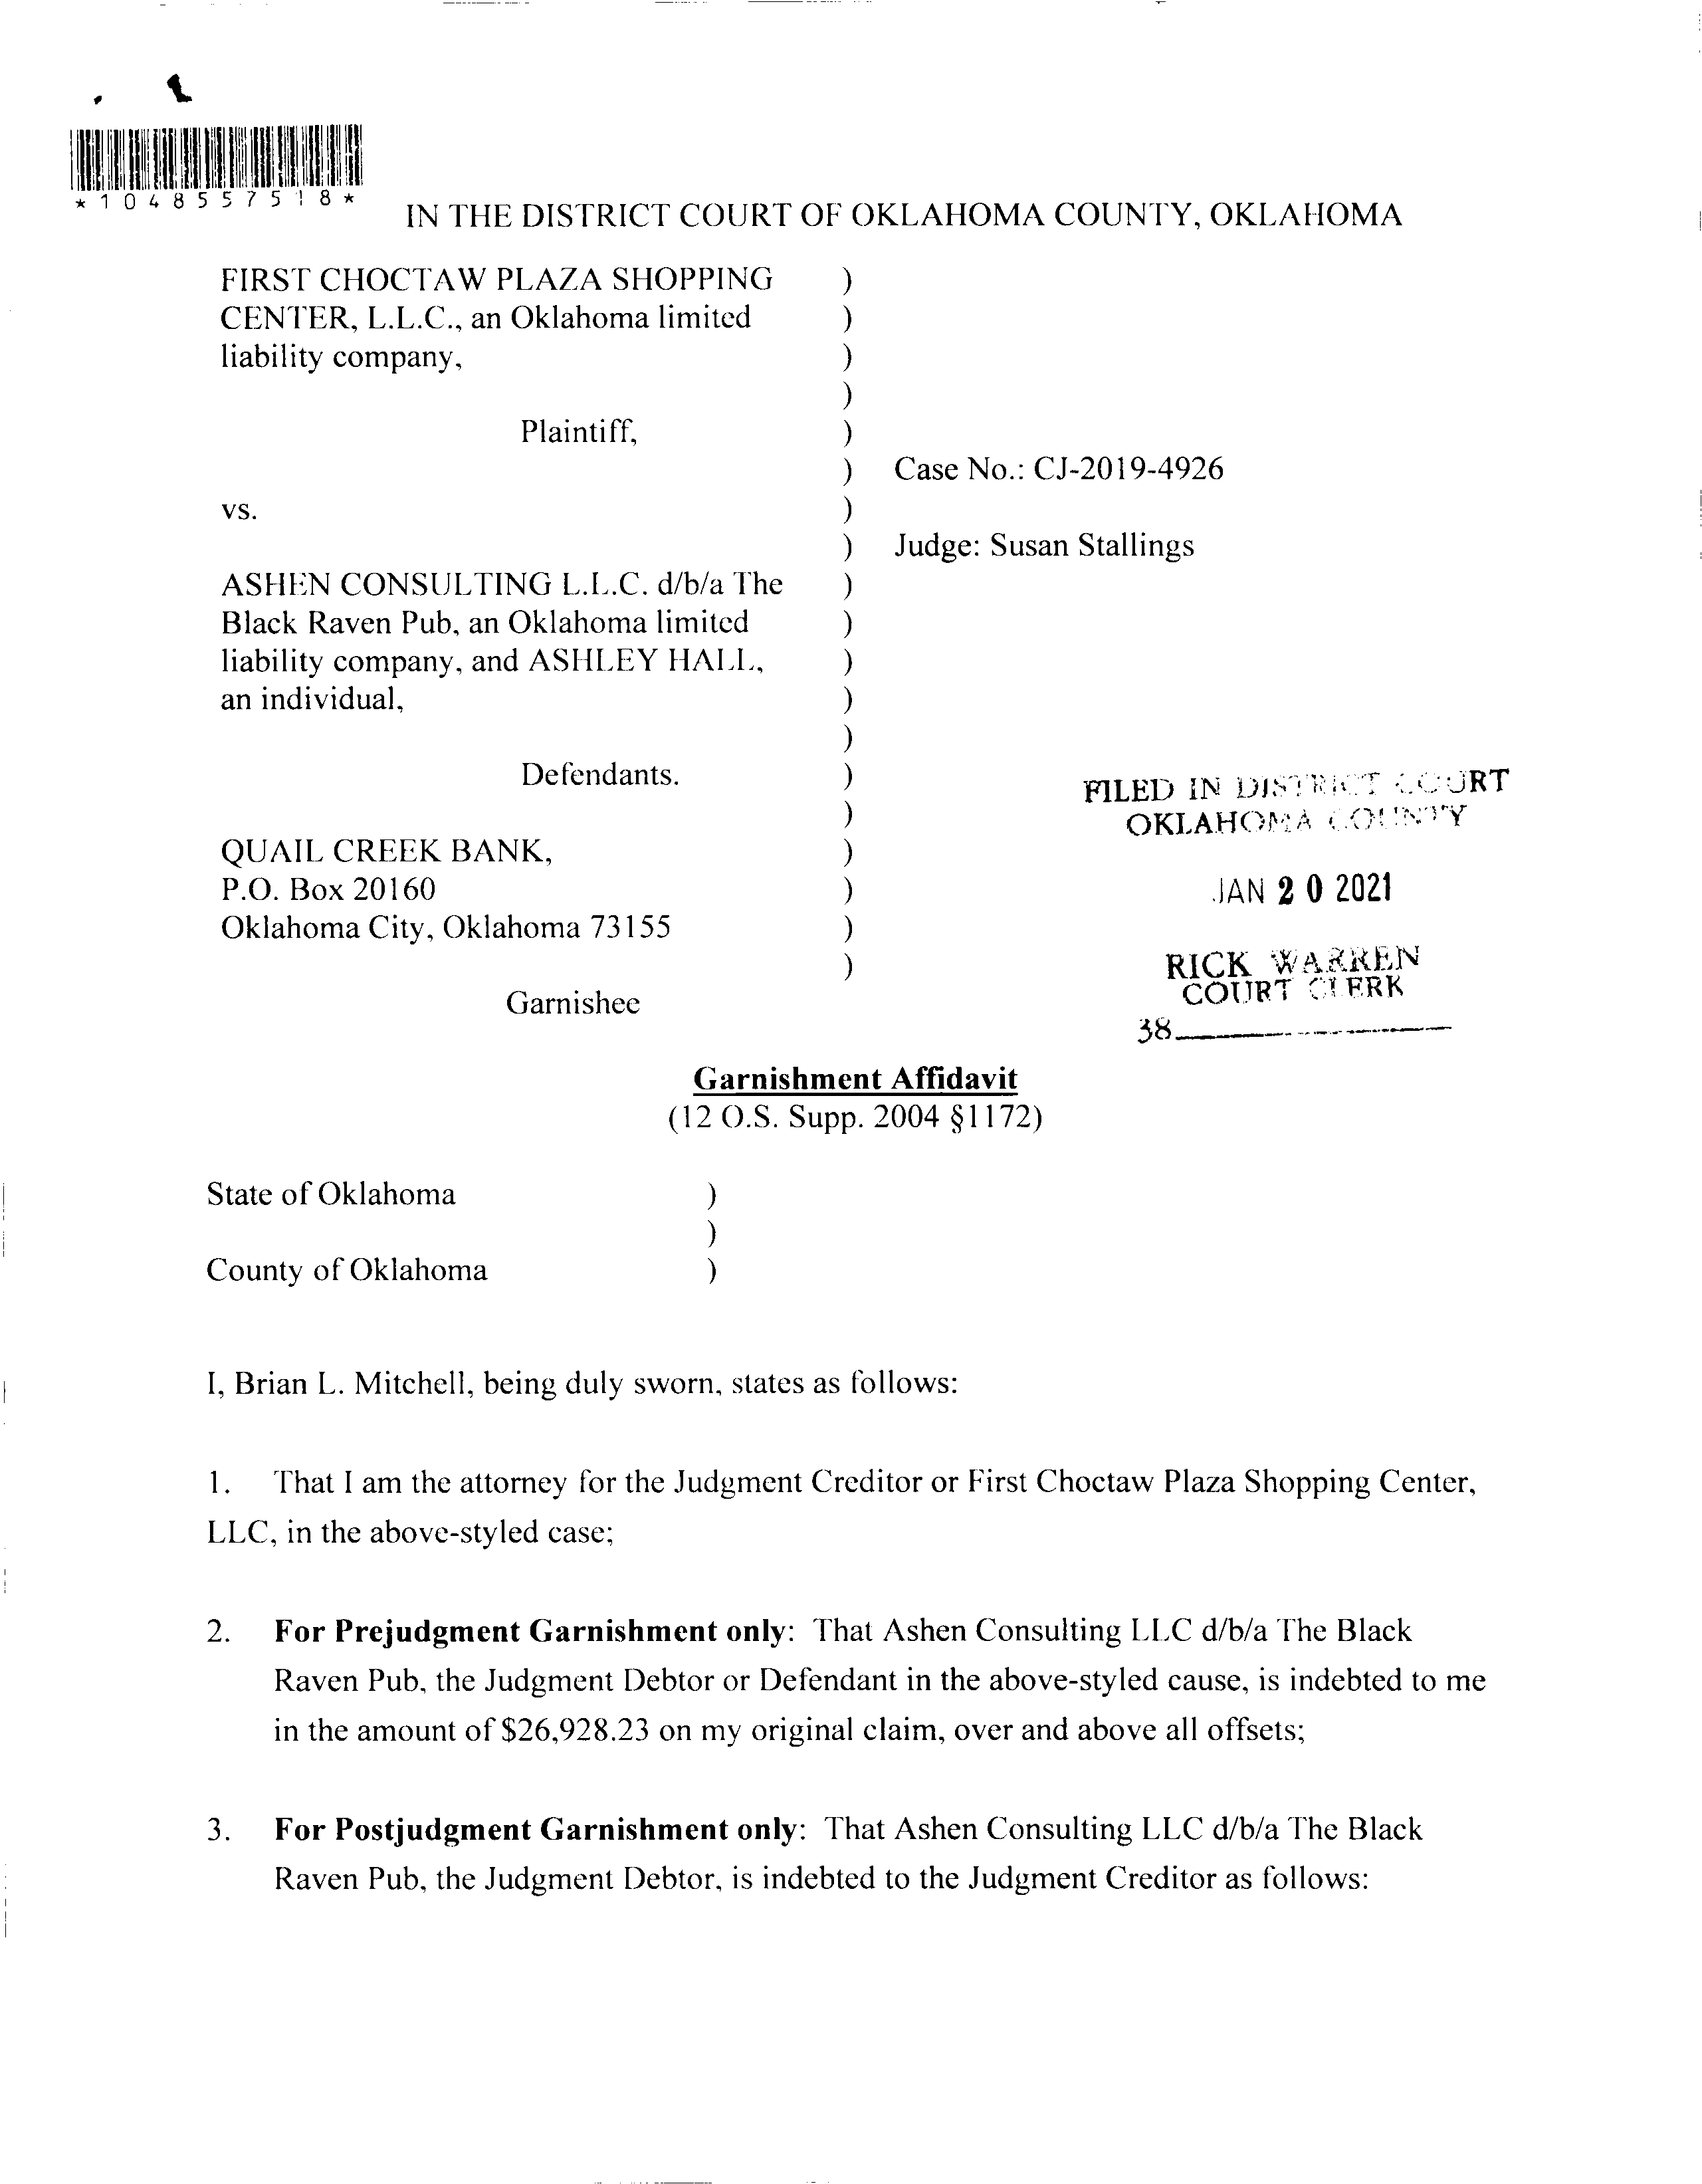 *1048557518*
IN THE DISTRICT COURT OF OKLAHOMA COUNTY, OKLAHOMA
FIRST CHOCTAW PLAZA SHOPPING )
CENTER, L.L.C., an Oklahoma limited )
liability company, )
)
Plaintiff, )
) Case No.: CJ-2019-4926
vs. )
) Judge: Susan Stallings
ASHEN CONSULTING L.L.C. d/b/a The )
Black Raven Pub, an Oklahoma limited )
liability company, and ASHLEY HALL, )
an individual, )
)
Defendants. )
)
QUAIL CREEK BANK, )
P.O. Box 20160 )
Oklahoma City, Oklahoma 73155 )
)
Garnishee
FILED IN DISTRICT COURT
OKLAHOMA COUNTY
JAN 20 2021
RICK WARREN
COURT CLERK
38
Garnishment Affidavit
(12 O.S. Supp. 2004 §1172)
State of Oklahoma )
)
County of Oklahoma )
I, Brian L. Mitchell, being duly sworn, states as follows:
1. That I am the attorney for the Judgment Creditor or First Choctaw Plaza Shopping Center,
LLC, in the above-styled case;
2. For Prejudgment Garnishment only: That Ashen Consulting LLC d/b/a The Black
Raven Pub, the Judgment Debtor or Defendant in the above-styled cause, is indebted to me
in the amount of $26,928.23 on my original claim, over and above all offsets;
3. For Postjudgment Garnishment only: That Ashen Consulting LLC d/b/a The Black
Raven Pub, the Judgment Debtor, is indebted to the Judgment Creditor as follows: